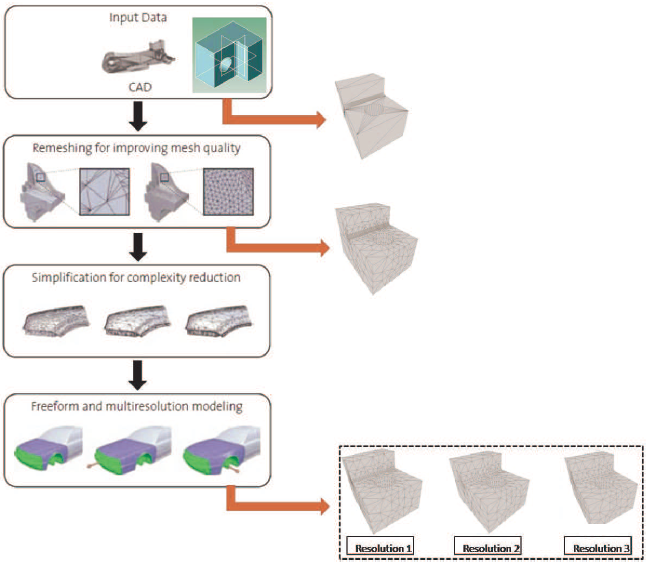 Input Data
CAD
Remeshing for improving mesh quality
Simplification for complexity reduction
Freeform and multiresolution modeling
Resolution 1
Resolution 2
Resolution 3